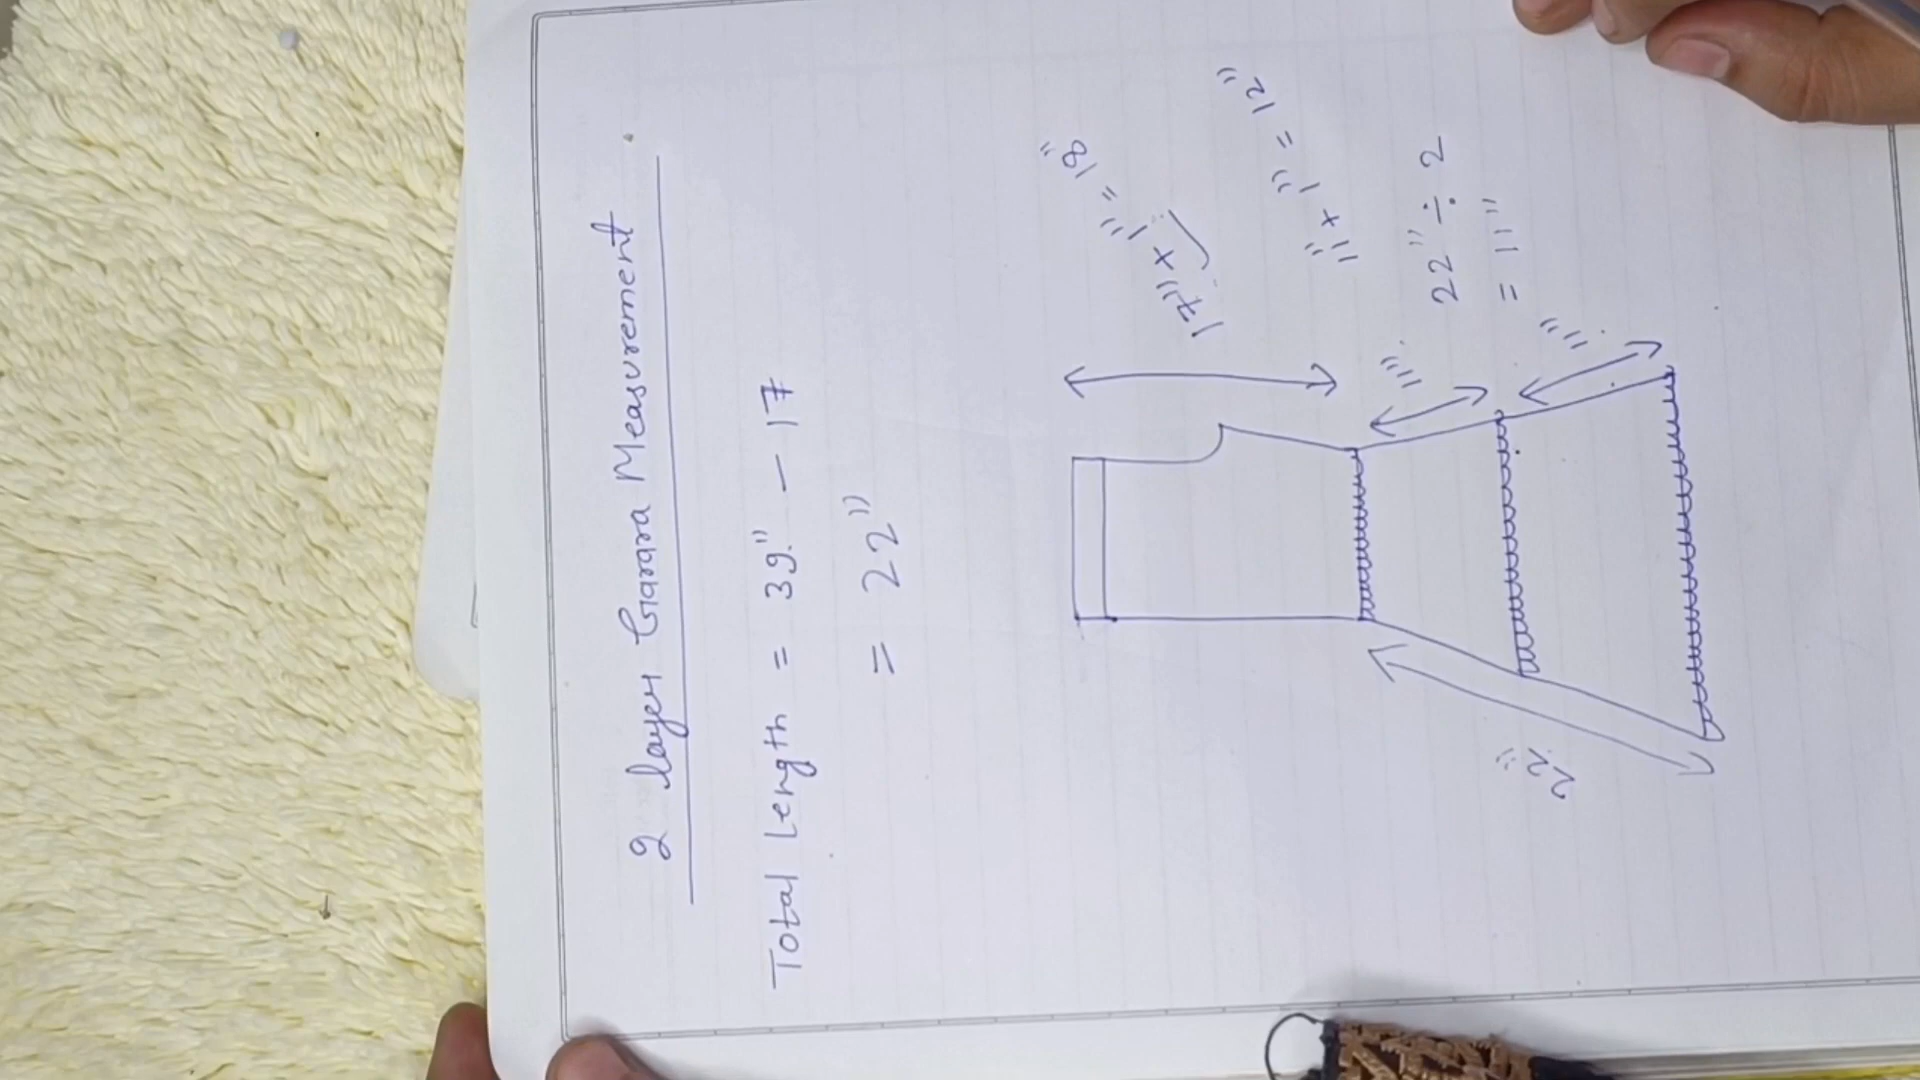 2 layer Garara Measurement
Total Length = 39" - 17
= 22"
17" + 1" = 18"
11" + 1" = 12"
11"
22" ÷ 2
= 11"
11"
22"